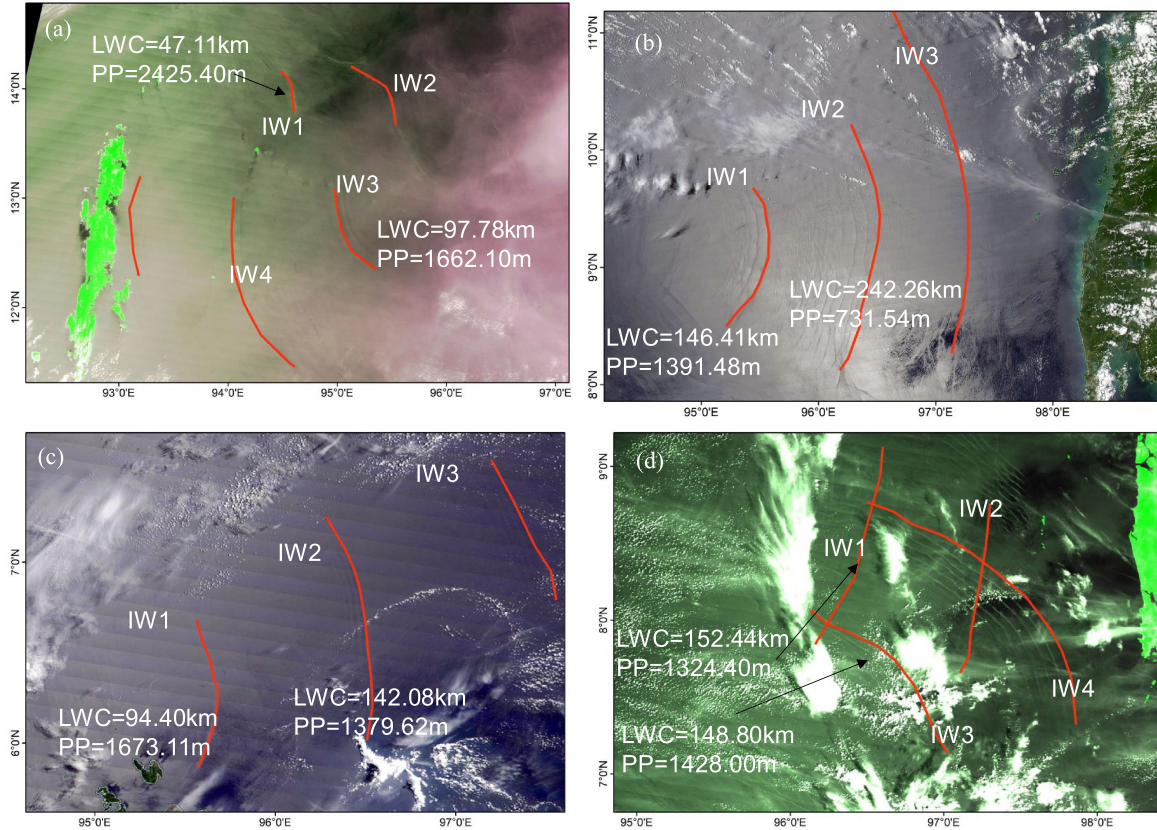 (a)
LWC=47.11km
PP=2425.40m
IW1
IW2
IW3
LWC=97.78km
PP=1662.10m
IW4
14°0'N
13°0'N
12°0'N
93°0'E
94°0'E
95°0'E
96°0'E
97°0'E
(b)
IW3
IW2
IW1
LWC=242.26km
PP=731.54m
LWC=146.41km
PP=1391.48m
11°0'N
10°0'N
9°0'N
8°0'N
95°0'E
96°0'E
97°0'E
98°0'E
(c)
IW3
IW2
IW1
LWC=142.08km
PP=1379.62m
LWC=94.40km
PP=1673.11m
7°0'N
6°0'N
95°0'E
96°0'E
97°0'E
(d)
IW2
IW1
LWC=152.44km
PP=1324.40m
IW4
LWC=148.80km
PP=1428.00m
IW3
9°0'N
8°0'N
7°0'N
95°0'E
96°0'E
97°0'E
98°0'E